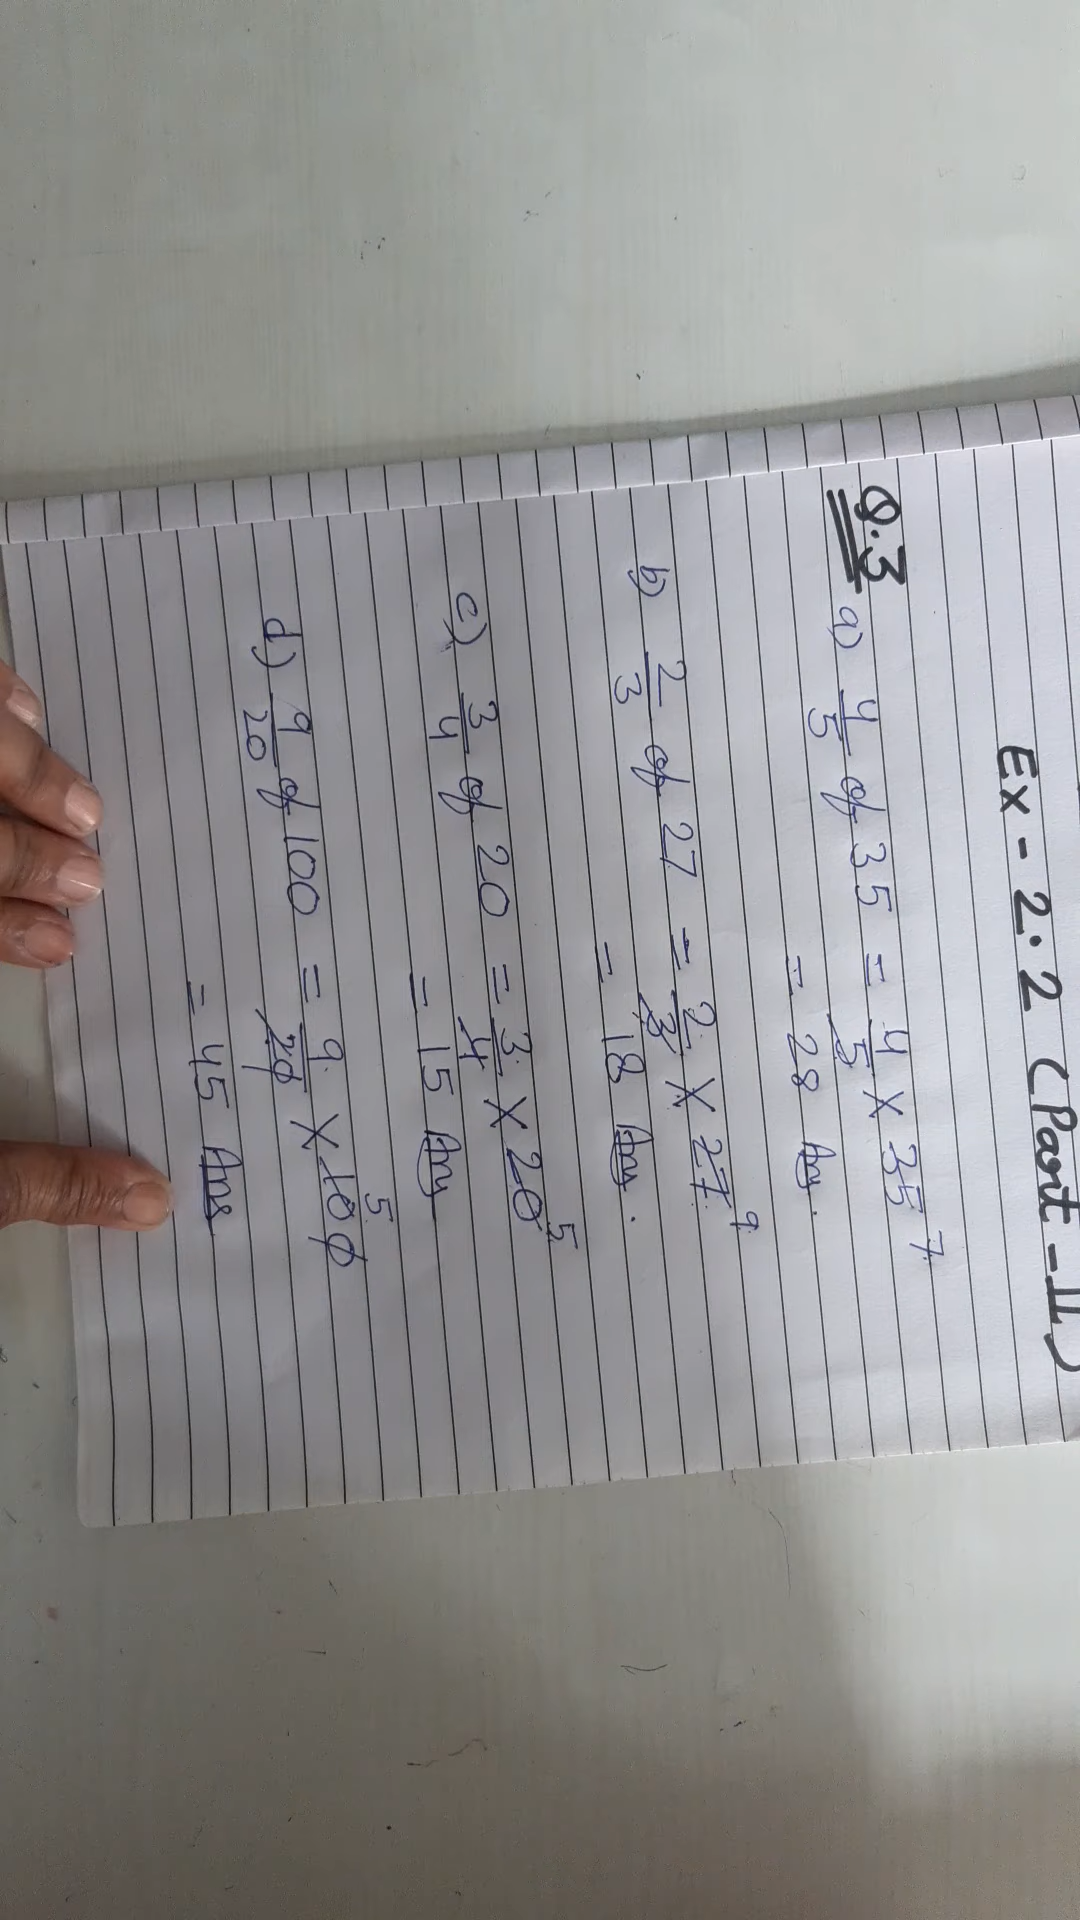 Ex - 2.2 (Part - II)
Q.3 a) 4/5 of 35 = 4/5 × 35 7
= 28 Ans.
b) 2/3 of 27 = 2/3 × 27 9
= 18 Ans.
c) 3/4 of 20 = 3/4 × 20 5
= 15 Ans
d) 9/20 of 100 = 9/20 × 100 5
= 45 Ans